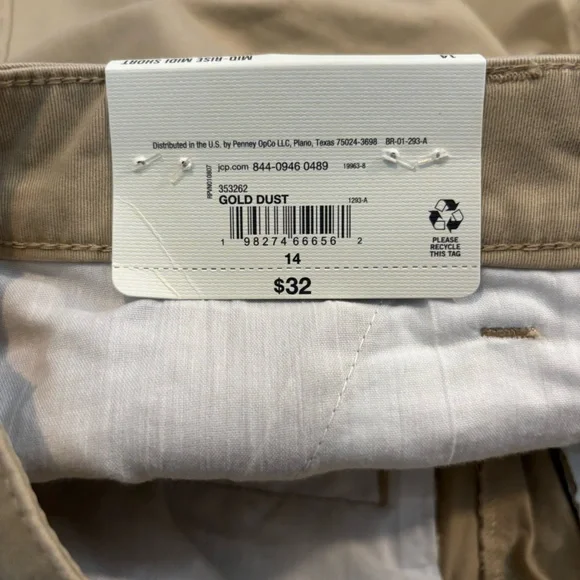 MID-RISE MIDI SHORT 14
Distributed in the U.S. by Penney OpCo LLC, Plano, Texas 75024-3698 BR-01-293-A
jcp.com 844-0946 0489 19963-8
353262
GOLD DUST 1293-A
1 98274 66656 2
14
$32
PLEASE
RECYCLE
THIS TAG